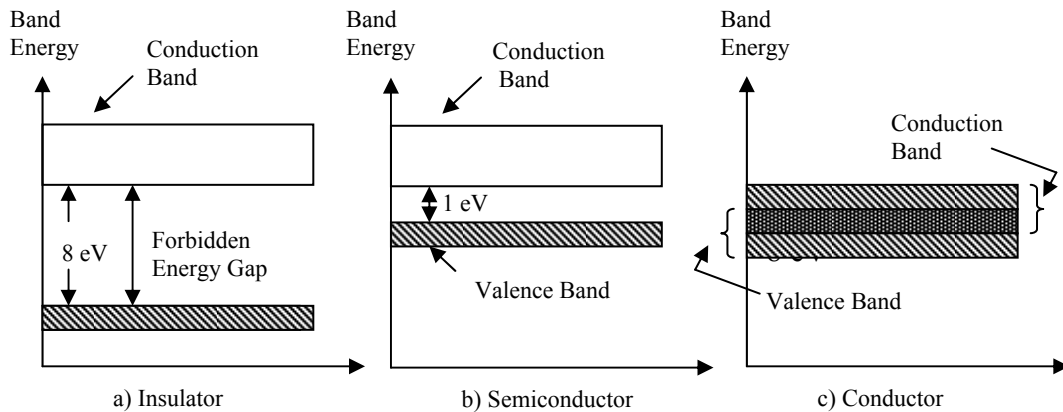 Band
Energy
Conduction
Band
8 eV
Forbidden
Energy Gap
a) Insulator
Band
Energy
Conduction
Band
1 eV
Valence Band
b) Semiconductor
Band
Energy
Conduction
Band
Valence Band
c) Conductor